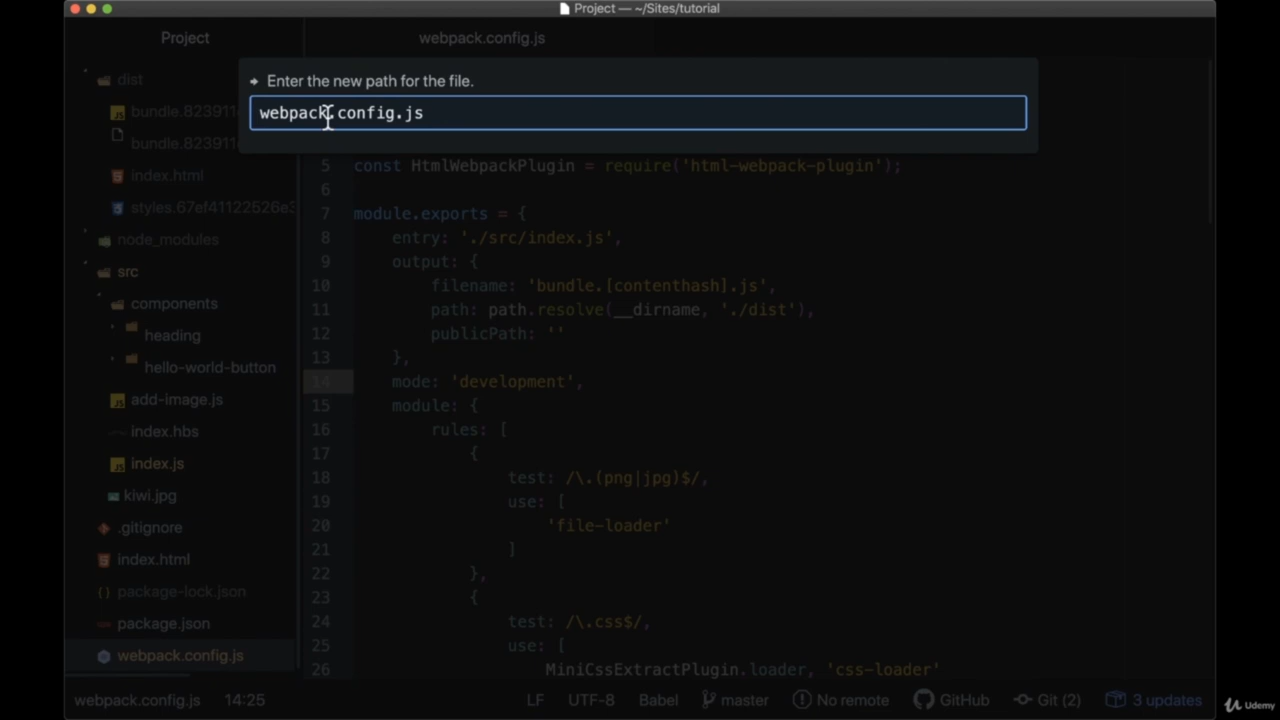 Project — ~/Sites/tutorial
Project
webpack.config.js
Enter the new path for the file.
webpack.config.js
dist
bundle.823911
bundle.823911
index.html
styles.67ef41122526e3
node_modules
src
components
heading
hello-world-button
add-image.js
index.hbs
index.js
kiwi.jpg
.gitignore
index.html
package-lock.json
package.json
webpack.config.js
5 const HtmlWebpackPlugin = require('html-webpack-plugin');
6
7 module.exports = {
8 entry: './src/index.js',
9 output: {
10 filename: 'bundle.[contenthash].js',
11 path: path.resolve(__dirname, './dist'),
12 publicPath: ''
13 },
14 mode: 'development',
15 module: {
16 rules: [
17 {
18 test: /\.(png|jpg)$/,
19 use: [
20 'file-loader'
21 ]
22 },
23 {
24 test: /\.css$/,
25 use: [
26 MiniCssExtractPlugin.loader, 'css-loader'
webpack.config.js 14:25 LF UTF-8 Babel master No remote GitHub Git (2) 3 updates
Udemy